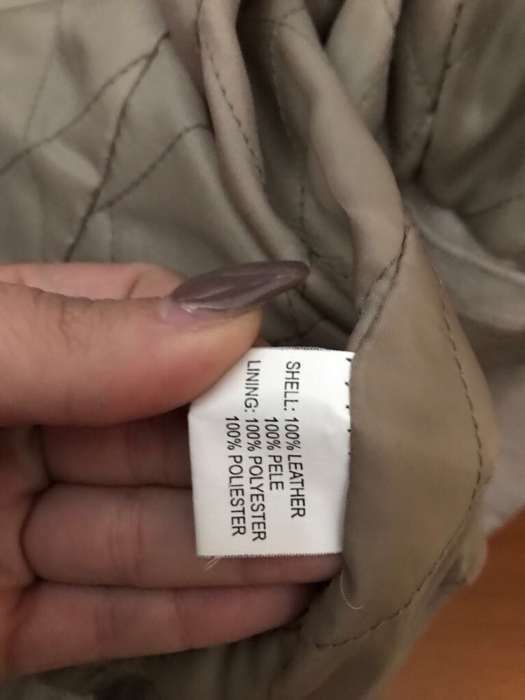 SHELL: 100% LEATHER
100% PELE
LINING: 100% POLYESTER
100% POLIESTER